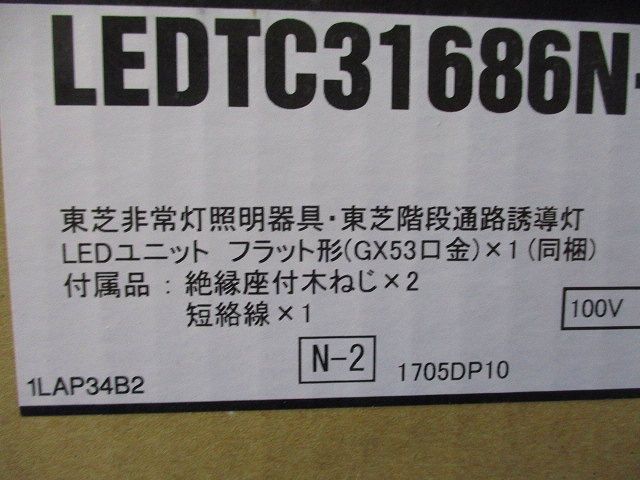 LEDTC31686N-
東芝非常灯照明器具・東芝階段通路誘導灯
LEDユニット フラット形(GX53口金)×1(同梱)
付属品：絶縁座付木ねじ×2
短絡線×1
100V
N-2
1705DP10
1LAP34B2